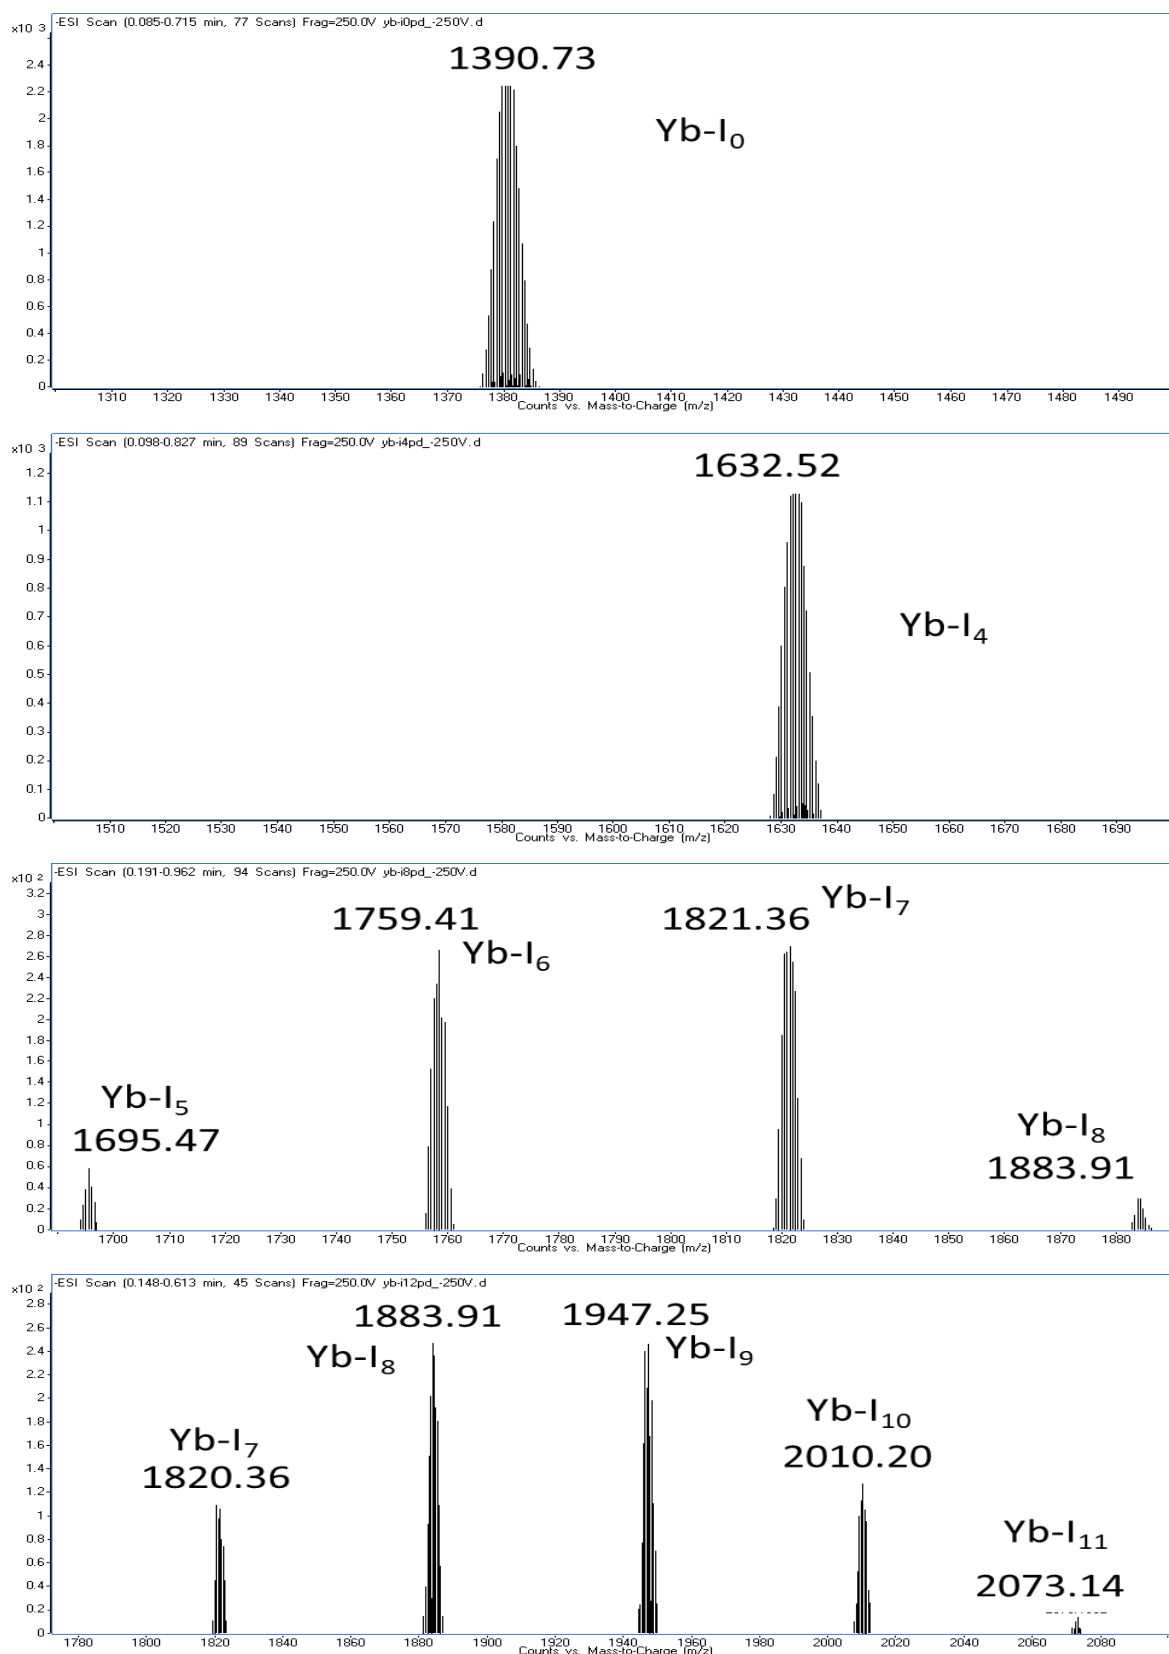 -ESI Scan (0.085-0.715 min, 77 Scans) Frag=250.0V yb-i0pd_-250V.d
x10 3
1390.73
Yb-I₀
2.4
2.2
2
1.8
1.6
1.4
1.2
1
0.8
0.6
0.4
0.2
0
1310 1320 1330 1340 1350 1360 1370 1380 1390 1400 1410 1420 1430 1440 1450 1460 1470 1480 1490
Counts vs. Mass-to-Charge (m/z)
-ESI Scan (0.098-0.827 min, 89 Scans) Frag=250.0V yb-i4pd_-250V.d
x10 3
1632.52
Yb-I₄
1.2
1.1
1
0.9
0.8
0.7
0.6
0.5
0.4
0.3
0.2
0.1
0
1510 1520 1530 1540 1550 1560 1570 1580 1590 1600 1610 1620 1630 1640 1650 1660 1670 1680 1690
Counts vs. Mass-to-Charge (m/z)
-ESI Scan (0.191-0.962 min, 94 Scans) Frag=250.0V yb-i8pd_-250V.d
x10 2
1759.41
Yb-I₆
1821.36
Yb-I₇
Yb-I₅
1695.47
Yb-I₈
1883.91
3.2
3
2.8
2.6
2.4
2.2
2
1.8
1.6
1.4
1.2
1
0.8
0.6
0.4
0.2
0
1700 1710 1720 1730 1740 1750 1760 1770 1780 1790 1800 1810 1820 1830 1840 1850 1860 1870 1880
Counts vs. Mass-to-Charge (m/z)
-ESI Scan (0.148-0.613 min, 45 Scans) Frag=250.0V yb-i12pd_-250V.d
x10 2
1883.91
Yb-I₈
1947.25
Yb-I₉
Yb-I₇
1820.36
Yb-I₁₀
2010.20
Yb-I₁₁
2073.14
2.8
2.6
2.4
2.2
2
1.8
1.6
1.4
1.2
1
0.8
0.6
0.4
0.2
0
1780 1800 1820 1840 1860 1880 1900 1920 1940 1960 1980 2000 2020 2040 2060 2080
Counts vs. Mass-to-Charge (m/z)